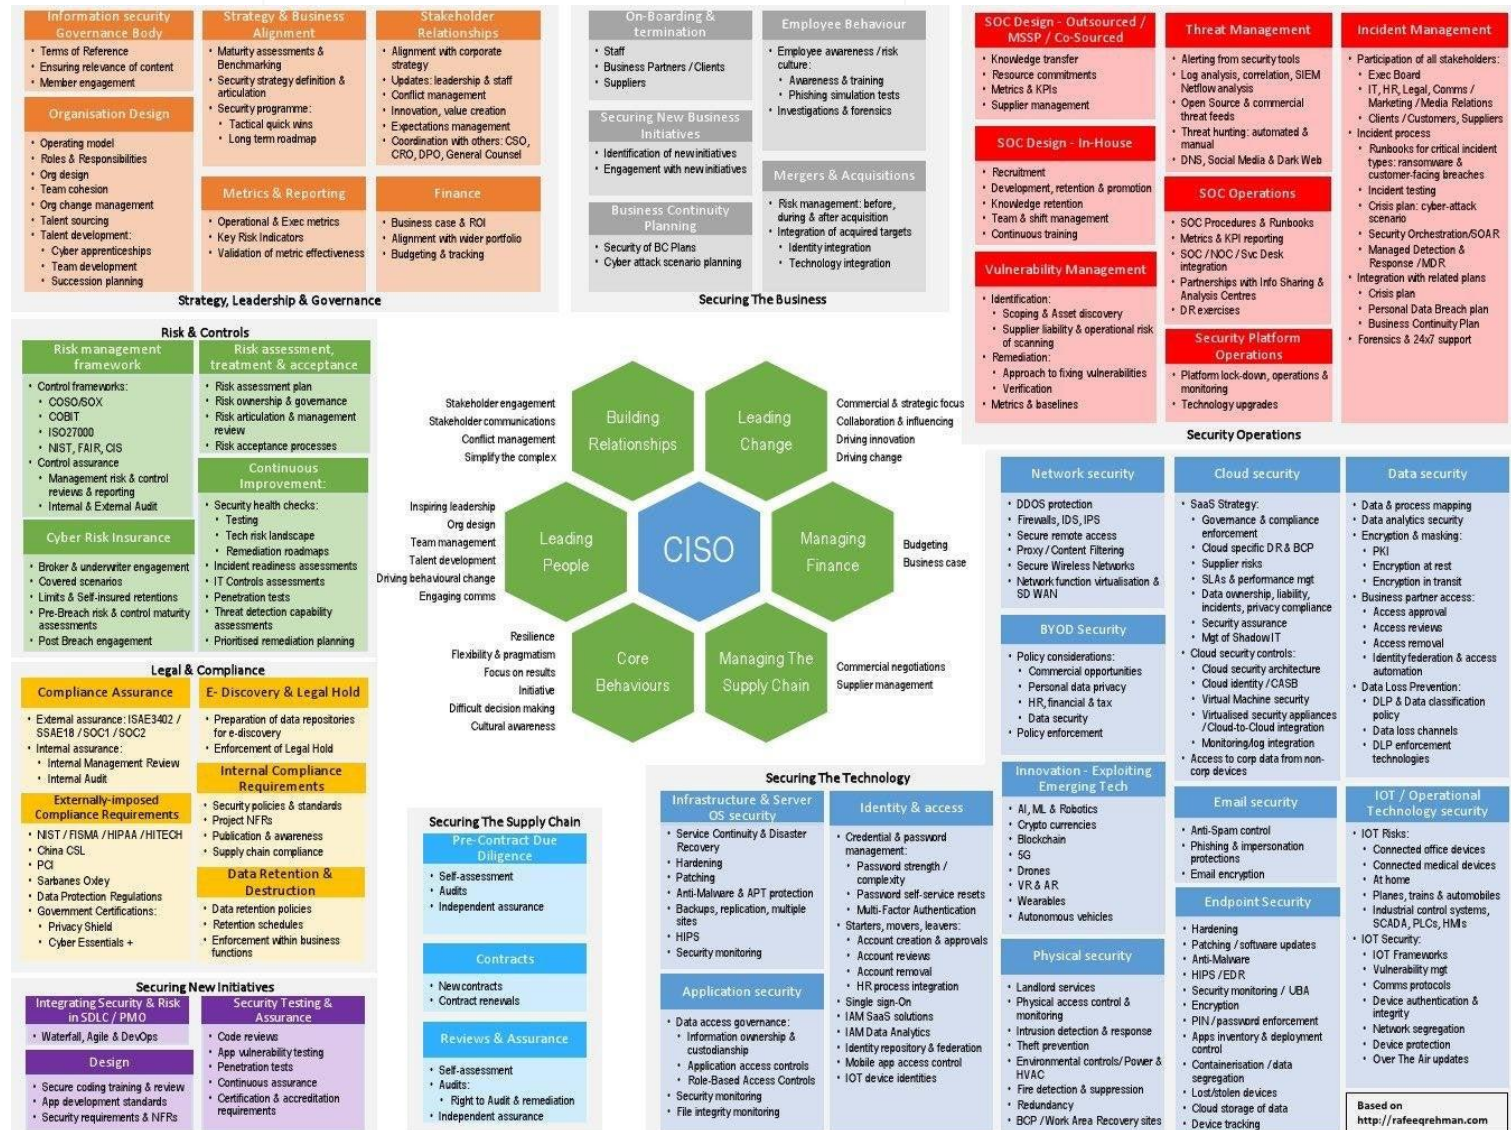 Information security
Governance Body
• Terms of Reference
• Ensuring relevance of content
• Member engagement
Organisation Design
• Operating model
• Roles & Responsibilities
• Org design
• Team cohesion
• Org change management
• Talent sourcing
• Talent development:
• Cyber apprenticeships
• Team development
• Succession planning
Strategy & Business
Alignment
• Maturity assessments &
Benchmarking
• Security strategy definition &
articulation
• Security programme:
• Tactical quick wins
• Long term roadmap
Metrics & Reporting
• Operational & Exec metrics
• Key Risk Indicators
• Validation of metric effectiveness
Stakeholder
Relationships
• Alignment with corporate
strategy
• Updates: leadership & staff
• Conflict management
• Innovation, value creation
• Expectations management
• Coordination with others: CSO,
CRO, DPO, General Counsel
Finance
• Business case & ROI
• Alignment with wider portfolio
• Budgeting & tracking
Strategy, Leadership & Governance
On-Boarding &
termination
• Staff
• Business Partners / Clients
• Suppliers
Securing New Business
Initiatives
• Identification of new initiatives
• Engagement with new initiatives
Business Continuity
Planning
• Security of BC Plans
• Cyber attack scenario planning
Employee Behaviour
• Employee awareness / risk
culture:
• Awareness & training
• Phishing simulation tests
• Investigations & forensics
Mergers & Acquisitions
• Risk management: before,
during & after acquisition
• Integration of acquired targets
• Identity integration
• Technology integration
Securing The Business
SOC Design - Outsourced /
MSSP / Co-Sourced
• Knowledge transfer
• Resource commitments
• Metrics & KPIs
• Supplier management
SOC Design - In-House
• Recruitment
• Development, retention & promotion
• Knowledge retention
• Team & shift management
• Continuous training
Vulnerability Management
• Identification:
• Scoping & Asset discovery
• Supplier liability & operational risk
of scanning
• Remediation:
• Approach to fixing vulnerabilities
• Verification
• Metrics & baselines
Threat Management
• Alerting from security tools
• Log analysis, correlation, SIEM
Netflow analysis
• Open Source & commercial
threat feeds
• Threat hunting: automated &
manual
• DNS, Social Media & Dark Web
SOC Operations
• SOC Procedures & Runbooks
• Metrics & KPI reporting
• SOC / NOC / Svc Desk
integration
• Partnerships with Info Sharing &
Analysis Centres
• DR exercises
Security Platform
Operations
• Platform lock-down, operations &
monitoring
• Technology upgrades
Incident Management
• Participation of all stakeholders:
• Exec Board
• IT, HR, Legal, Comms /
Marketing / Media Relations
• Clients / Customers, Suppliers
• Incident process
• Runbooks for critical incident
types: ransomware &
customer-facing breaches
• Incident testing
• Crisis plan: cyber-attack
scenario
• Security Orchestration/SOAR
• Managed Detection &
Response / MDR
• Integration with related plans
• Crisis plan
• Personal Data Breach plan
• Business Continuity Plan
• Forensics & 24x7 support
Security Operations
Risk & Controls
Risk management
framework
• Control frameworks:
• COSO/SOX
• COBIT
• ISO27000
• NIST, FAIR, CIS
• Control assurance
• Management risk & control
reviews & reporting
• Internal & External Audit
Cyber Risk Insurance
• Broker & underwriter engagement
• Covered scenarios
• Limits & Self-insured retentions
• Pre-Breach risk & control maturity
assessments
• Post Breach engagement
Risk assessment,
treatment & acceptance
• Risk assessment plan
• Risk ownership & governance
• Risk articulation & management
review
• Risk acceptance processes
Continuous
Improvement:
• Security health checks:
• Testing
• Tech risk landscape
• Remediation roadmaps
• Incident readiness assessments
• IT Controls assessments
• Penetration tests
• Threat detection capability
assessments
• Prioritised remediation planning
Stakeholder engagement
Stakeholder communications
Conflict management
Simplify the complex
Building
Relationships
Leading
Change
Commercial & strategic focus
Collaboration & influencing
Driving innovation
Driving change
Inspiring leadership
Org design
Team management
Talent development
Driving behavioural change
Engaging comms
Leading
People
CISO
Managing
Finance
Budgeting
Business case
Resilience
Flexibility & pragmatism
Focus on results
Initiative
Difficult decision making
Cultural awareness
Core
Behaviours
Managing The
Supply Chain
Commercial negotiations
Supplier management
Legal & Compliance
Compliance Assurance
• External assurance: ISAE3402 /
SSAE18 / SOC1 / SOC2
• Internal assurance:
• Internal Management Review
• Internal Audit
Externally-imposed
Compliance Requirements
• NIST / FISMA / HIPAA / HITECH
• China CSL
• PCI
• Sarbanes Oxley
• Data Protection Regulations
• Government Certifications:
• Privacy Shield
• Cyber Essentials +
E- Discovery & Legal Hold
• Preparation of data repositories
for e-discovery
• Enforcement of Legal Hold
Internal Compliance
Requirements
• Security policies & standards
• Project NFRs
• Publication & awareness
• Supply chain compliance
Data Retention &
Destruction
• Data retention policies
• Retention schedules
• Enforcement within business
functions
Securing New Initiatives
Integrating Security & Risk
in SDLC / PMO
• Waterfall, Agile & DevOps
Design
• Secure coding training & review
• App development standards
• Security requirements & NFRs
Security Testing &
Assurance
• Code reviews
• App vulnerability testing
• Penetration tests
• Continuous assurance
• Certification & accreditation
requirements
Securing The Supply Chain
Pre-Contract Due
Diligence
• Self-assessment
• Audits
• Independent assurance
Contracts
• New contracts
• Contract renewals
Reviews & Assurance
• Self-assessment
• Audits:
• Right to Audit & remediation
• Independent assurance
Securing The Technology
Infrastructure & Server
OS security
• Service Continuity & Disaster
Recovery
• Hardening
• Patching
• Anti-Malware & APT protection
• Backups, replication, multiple
sites
• HIPS
• Security monitoring
Application security
• Data access governance:
• Information ownership &
custodianship
• Application access controls
• Role-Based Access Controls
• Security monitoring
• File integrity monitoring
Identity & access
• Credential & password
management:
• Password strength /
complexity
• Password self-service resets
• Multi-Factor Authentication
• Starters, movers, leavers:
• Account creation & approvals
• Account reviews
• Account removal
• HR process integration
• Single sign-On
• IAM SaaS solutions
• IAM Data Analytics
• Identity repository & federation
• Mobile app access control
• IOT device identities
Network security
• DDOS protection
• Firewalls, IDS, IPS
• Secure remote access
• Proxy / Content Filtering
• Secure Wireless Networks
• Network function virtualisation &
SD WAN
BYOD Security
• Policy considerations:
• Commercial opportunities
• Personal data privacy
• HR, financial & tax
• Data security
• Policy enforcement
Innovation - Exploiting
Emerging Tech
• AI, ML & Robotics
• Crypto currencies
• Blockchain
• 5G
• Drones
• VR & AR
• Wearables
• Autonomous vehicles
Physical security
• Landlord services
• Physical access control &
monitoring
• Intrusion detection & response
• Theft prevention
• Environmental controls/ Power &
HVAC
• Fire detection & suppression
• Redundancy
• BCP / Work Area Recovery sites
Cloud security
• SaaS Strategy:
• Governance & compliance
enforcement
• Cloud specific DR & BCP
• Supplier risks
• SLAs & performance mgt
• Data ownership, liability,
incidents, privacy compliance
• Security assurance
• Mgt of Shadow IT
• Cloud security controls:
• Cloud security architecture
• Cloud identity / CASB
• Virtual Machine security
• Virtualised security appliances
/Cloud-to-Cloud integration
• Monitoring/log integration
• Access to corp data from non-
corp devices
Email security
• Anti-Spam control
• Phishing & impersonation
protections
• Email encryption
Endpoint Security
• Hardening
• Patching / software updates
• Anti-Malware
• HIPS / EDR
• Security monitoring / UBA
• Encryption
• PIN / password enforcement
• Apps inventory & deployment
control
• Containerisation / data
segregation
• Lost/stolen devices
• Cloud storage of data
• Device tracking
Data security
• Data & process mapping
• Data analytics security
• Encryption & masking:
• PKI
• Encryption at rest
• Encryption in transit
• Business partner access:
• Access approval
• Access reviews
• Access removal
• Identity federation & access
automation
• Data Loss Prevention:
• DLP & Data classification
policy
• Data loss channels
• DLP enforcement
technologies
IOT / Operational
Technology security
• IOT Risks:
• Connected office devices
• Connected medical devices
• At home
• Planes, trains & automobiles
• Industrial control systems,
SCADA, PLCs, HMIs
• IOT Security:
• IOT Frameworks
• Vulnerability mgt
• Comms protocols
• Device authentication &
integrity
• Network segregation
• Device protection
• Over The Air updates
Based on
http://rafeeqrehman.com